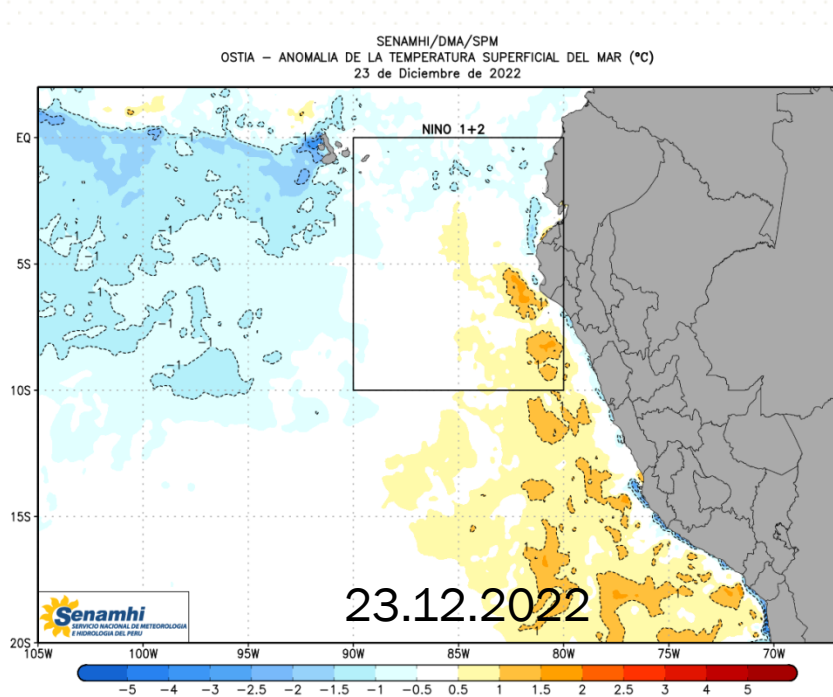 SENAMHI/DMA/SPM
OSTIA – ANOMALIA DE LA TEMPERATURA SUPERFICIAL DEL MAR (°C)
23 de Diciembre de 2022
NINO 1+2
EQ
5S
10S
15S
20S
Senamhi
SERVICIO NACIONAL DE METEOROLOGIA
E HIDROLOGIA DEL PERU
23.12.2022
105W 100W 95W 90W 85W 80W 75W 70W
−5 −4 −3 −2.5 −2 −1.5 −1 −0.5 0.5 1 1.5 2 2.5 3 4 5